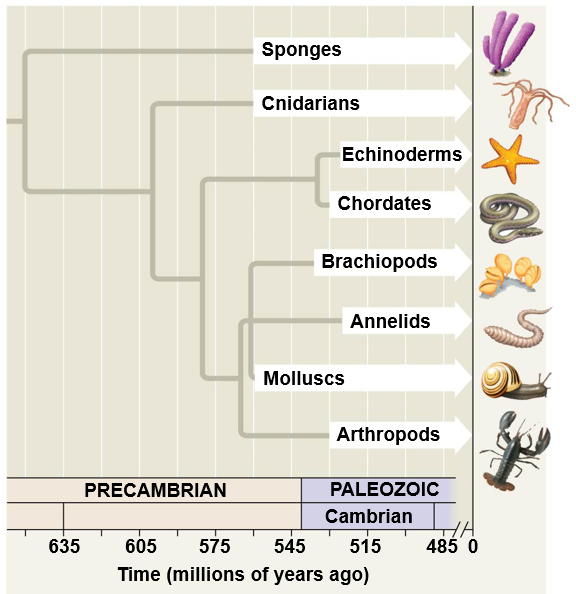 Sponges
Cnidarians
Echinoderms
Chordates
Brachiopods
Annelids
Molluscs
Arthropods
PRECAMBRIAN PALEOZOIC
Cambrian
635 605 575 545 515 485 0
Time (millions of years ago)